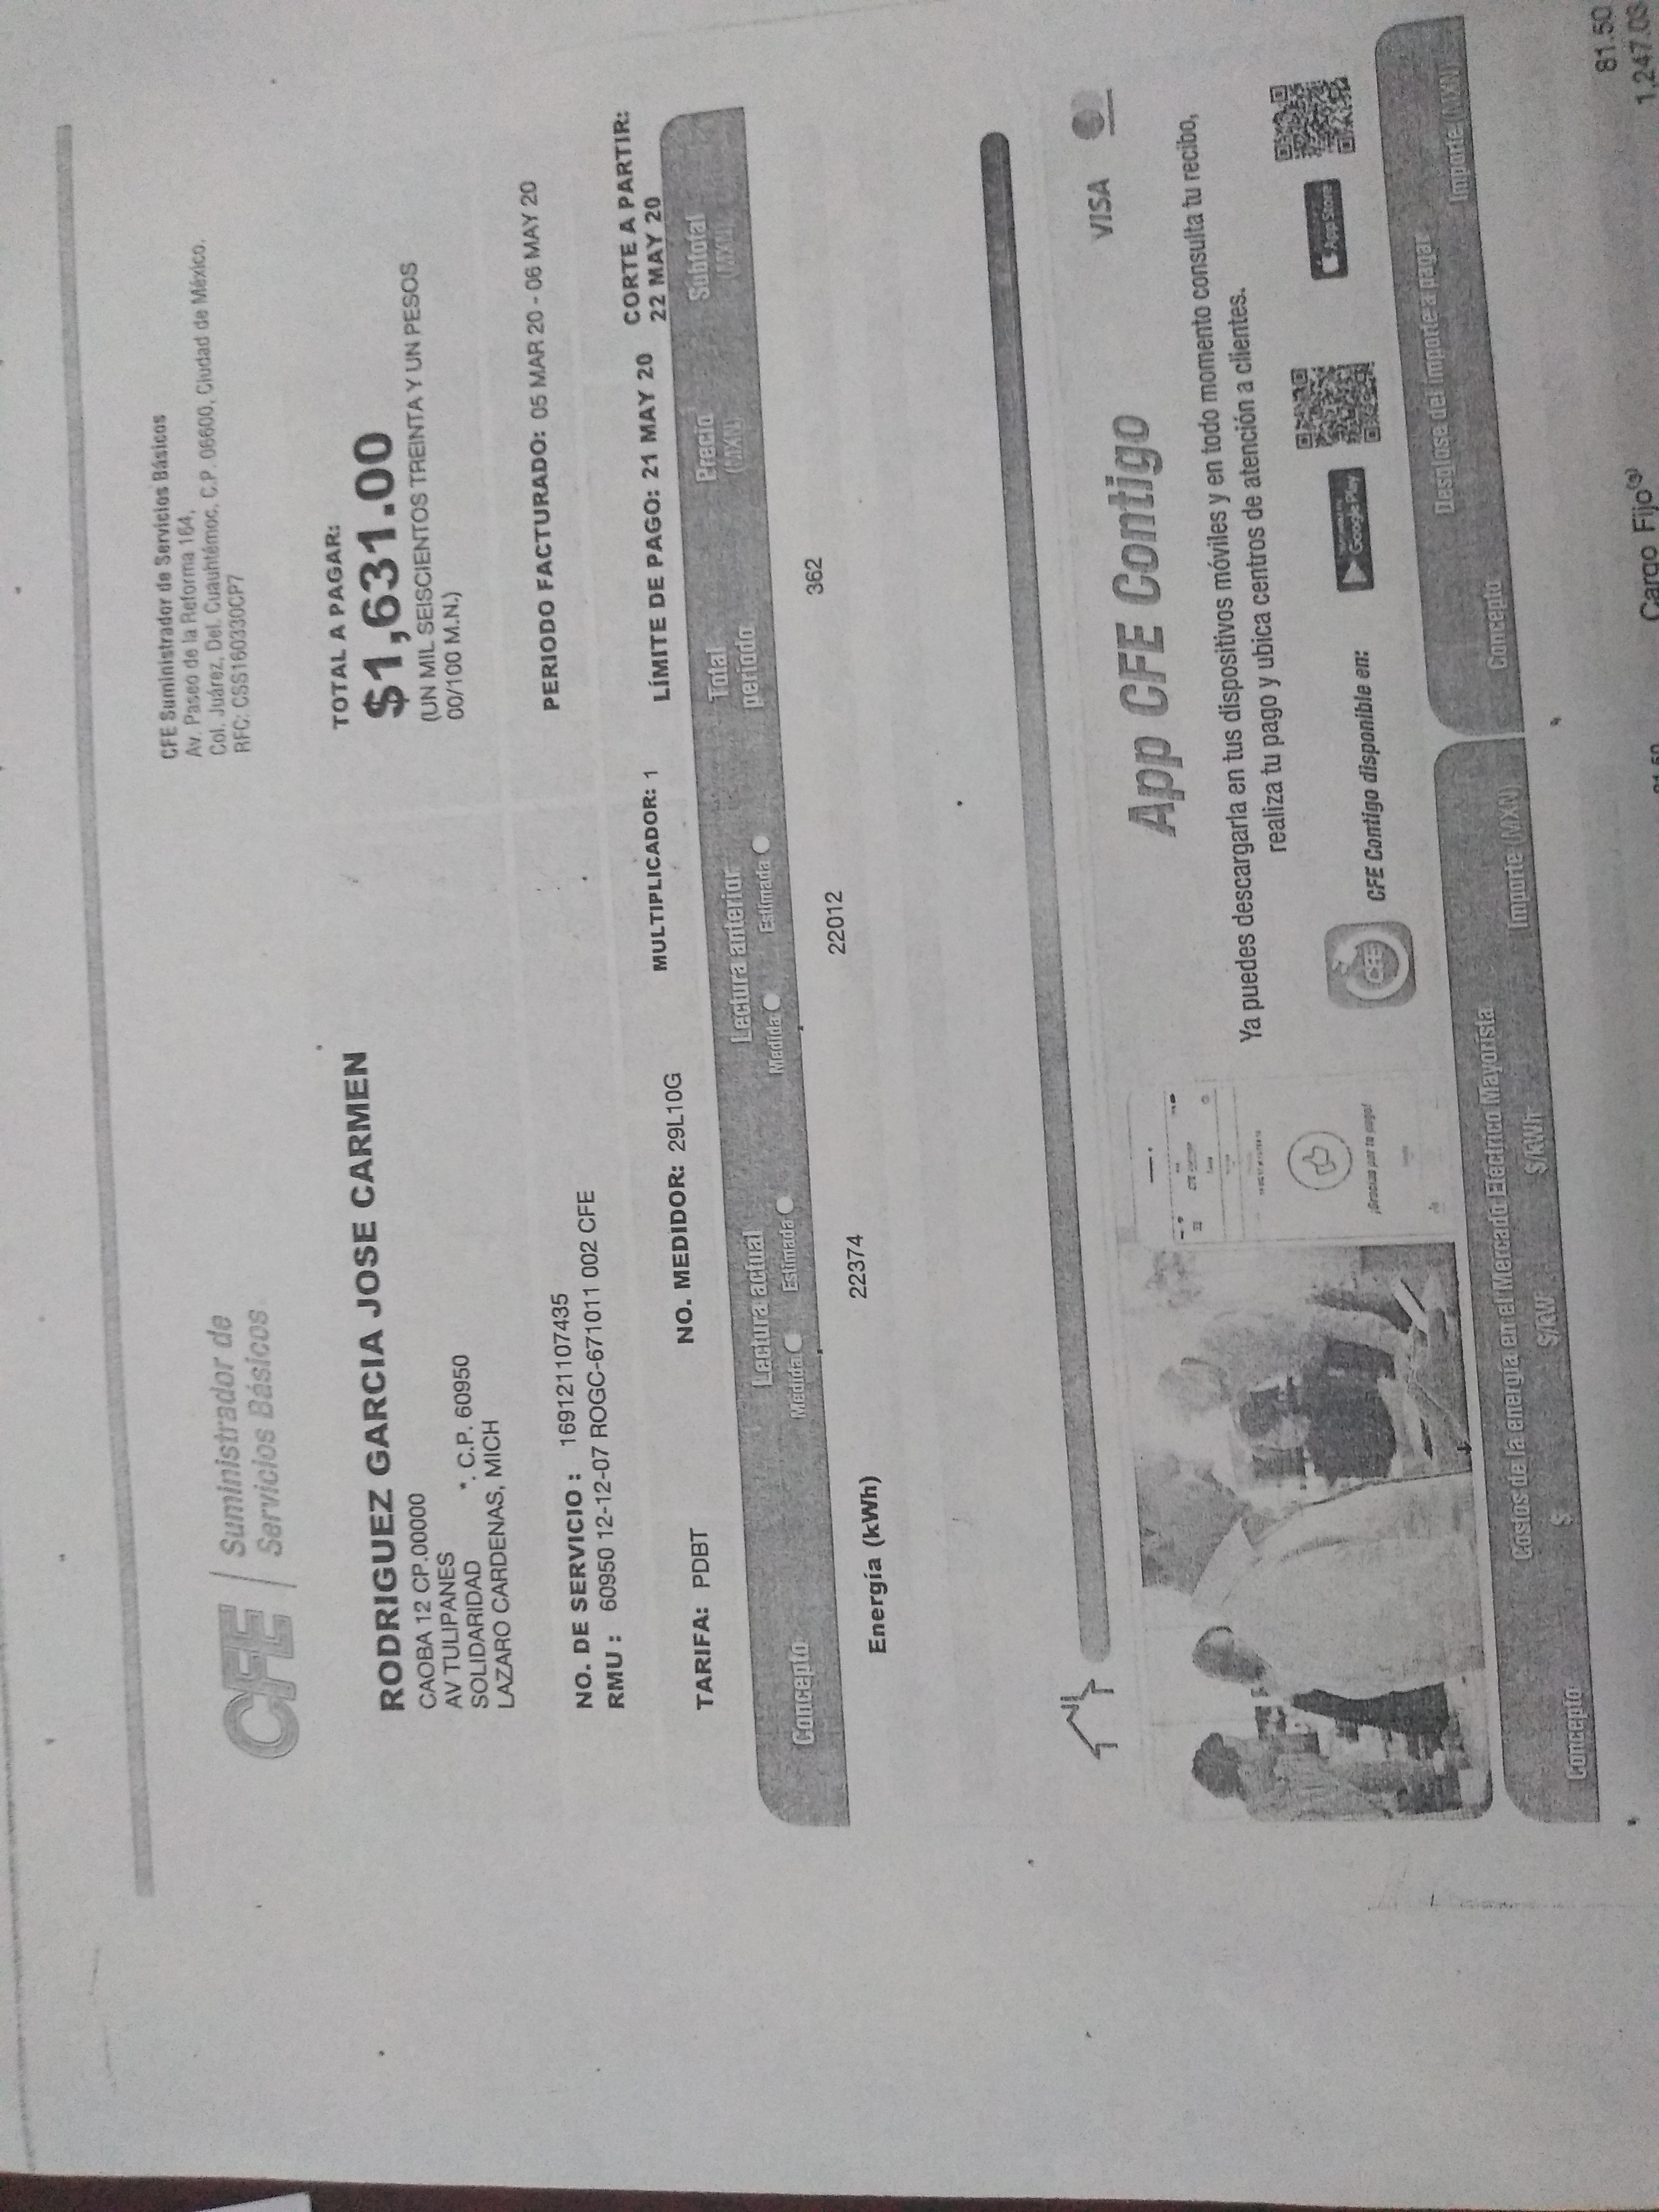 CFE Suministrador de Servicios Básicos
Av. Paseo de la Reforma 164,
Col. Juárez, Del. Cuauhtémoc, C.P. 06600, Ciudad de México.
RFC: CSS160330CP7
CFE
Suministrador de
Servicios Básicos
RODRIGUEZ GARCIA JOSE CARMEN
CAOBA 12 CP.00000
AV TULIPANES
SOLIDARIDAD *. C.P. 60950
LAZARO CARDENAS, MICH
TOTAL A PAGAR:
$1,631.00
(UN MIL SEISCIENTOS TREINTA Y UN PESOS
00/100 M.N.)
NO. DE SERVICIO : 169121107435
RMU : 60950 12-12-07 ROGC-671011 002 CFE
PERIODO FACTURADO: 05 MAR 20 - 06 MAY 20
TARIFA: PDBT NO. MEDIDOR: 29L10G MULTIPLICADOR: 1 LÍMITE DE PAGO: 21 MAY 20 CORTE A PARTIR:
22 MAY 20
Concepto Lectura actual Lectura anterior Total Precio Subtotal
Medida Estimada Medida Estimada periodo (MXN) (MXN)
Energía (kWh) 22374 22012 362
VISA
App CFE Contigo
Ya puedes descargarla en tus dispositivos móviles y en todo momento consulta tu recibo,
realiza tu pago y ubica centros de atención a clientes.
¡Gracias por tu pago!
CFE
CFE Contigo disponible en:
Google Play
App Store
Costos de la energía en el Mercado Eléctrico Mayorista
Concepto $ $/kW $/kWh Importe (MXN)
Desglose del importe a pagar
Concepto Importe (MXN)
Cargo Fijo(3) 81.50
1,247.03